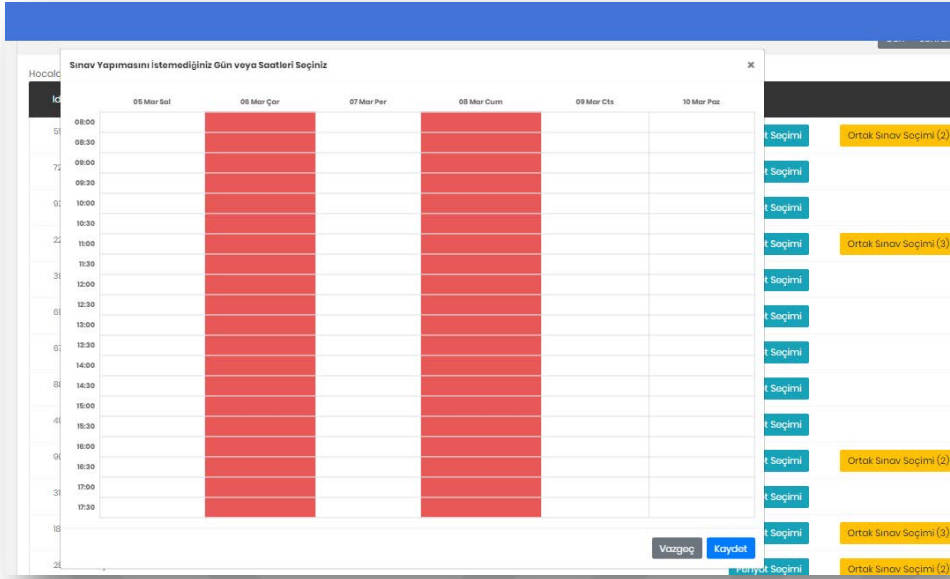 Sınav Yapımasını İstemediğiniz Gün veya Saatleri Seçiniz
×
05 Mar Sal 06 Mar Çar 07 Mar Per 08 Mar Cum 09 Mar Cts 10 Mar Paz
08:00
08:30
09:00
09:30
10:00
10:30
11:00
11:30
12:00
12:30
13:00
13:30
14:00
14:30
15:00
15:30
16:00
16:30
17:00
17:30
Vazgeç Kaydet
t Seçimi Ortak Sınav Seçimi (2)
t Seçimi
t Seçimi
t Seçimi Ortak Sınav Seçimi (3)
t Seçimi
t Seçimi
t Seçimi
t Seçimi
t Seçimi
t Seçimi Ortak Sınav Seçimi (2)
t Seçimi
t Seçimi Ortak Sınav Seçimi (3)
Periyot Seçimi Ortak Sınav Seçimi (2)